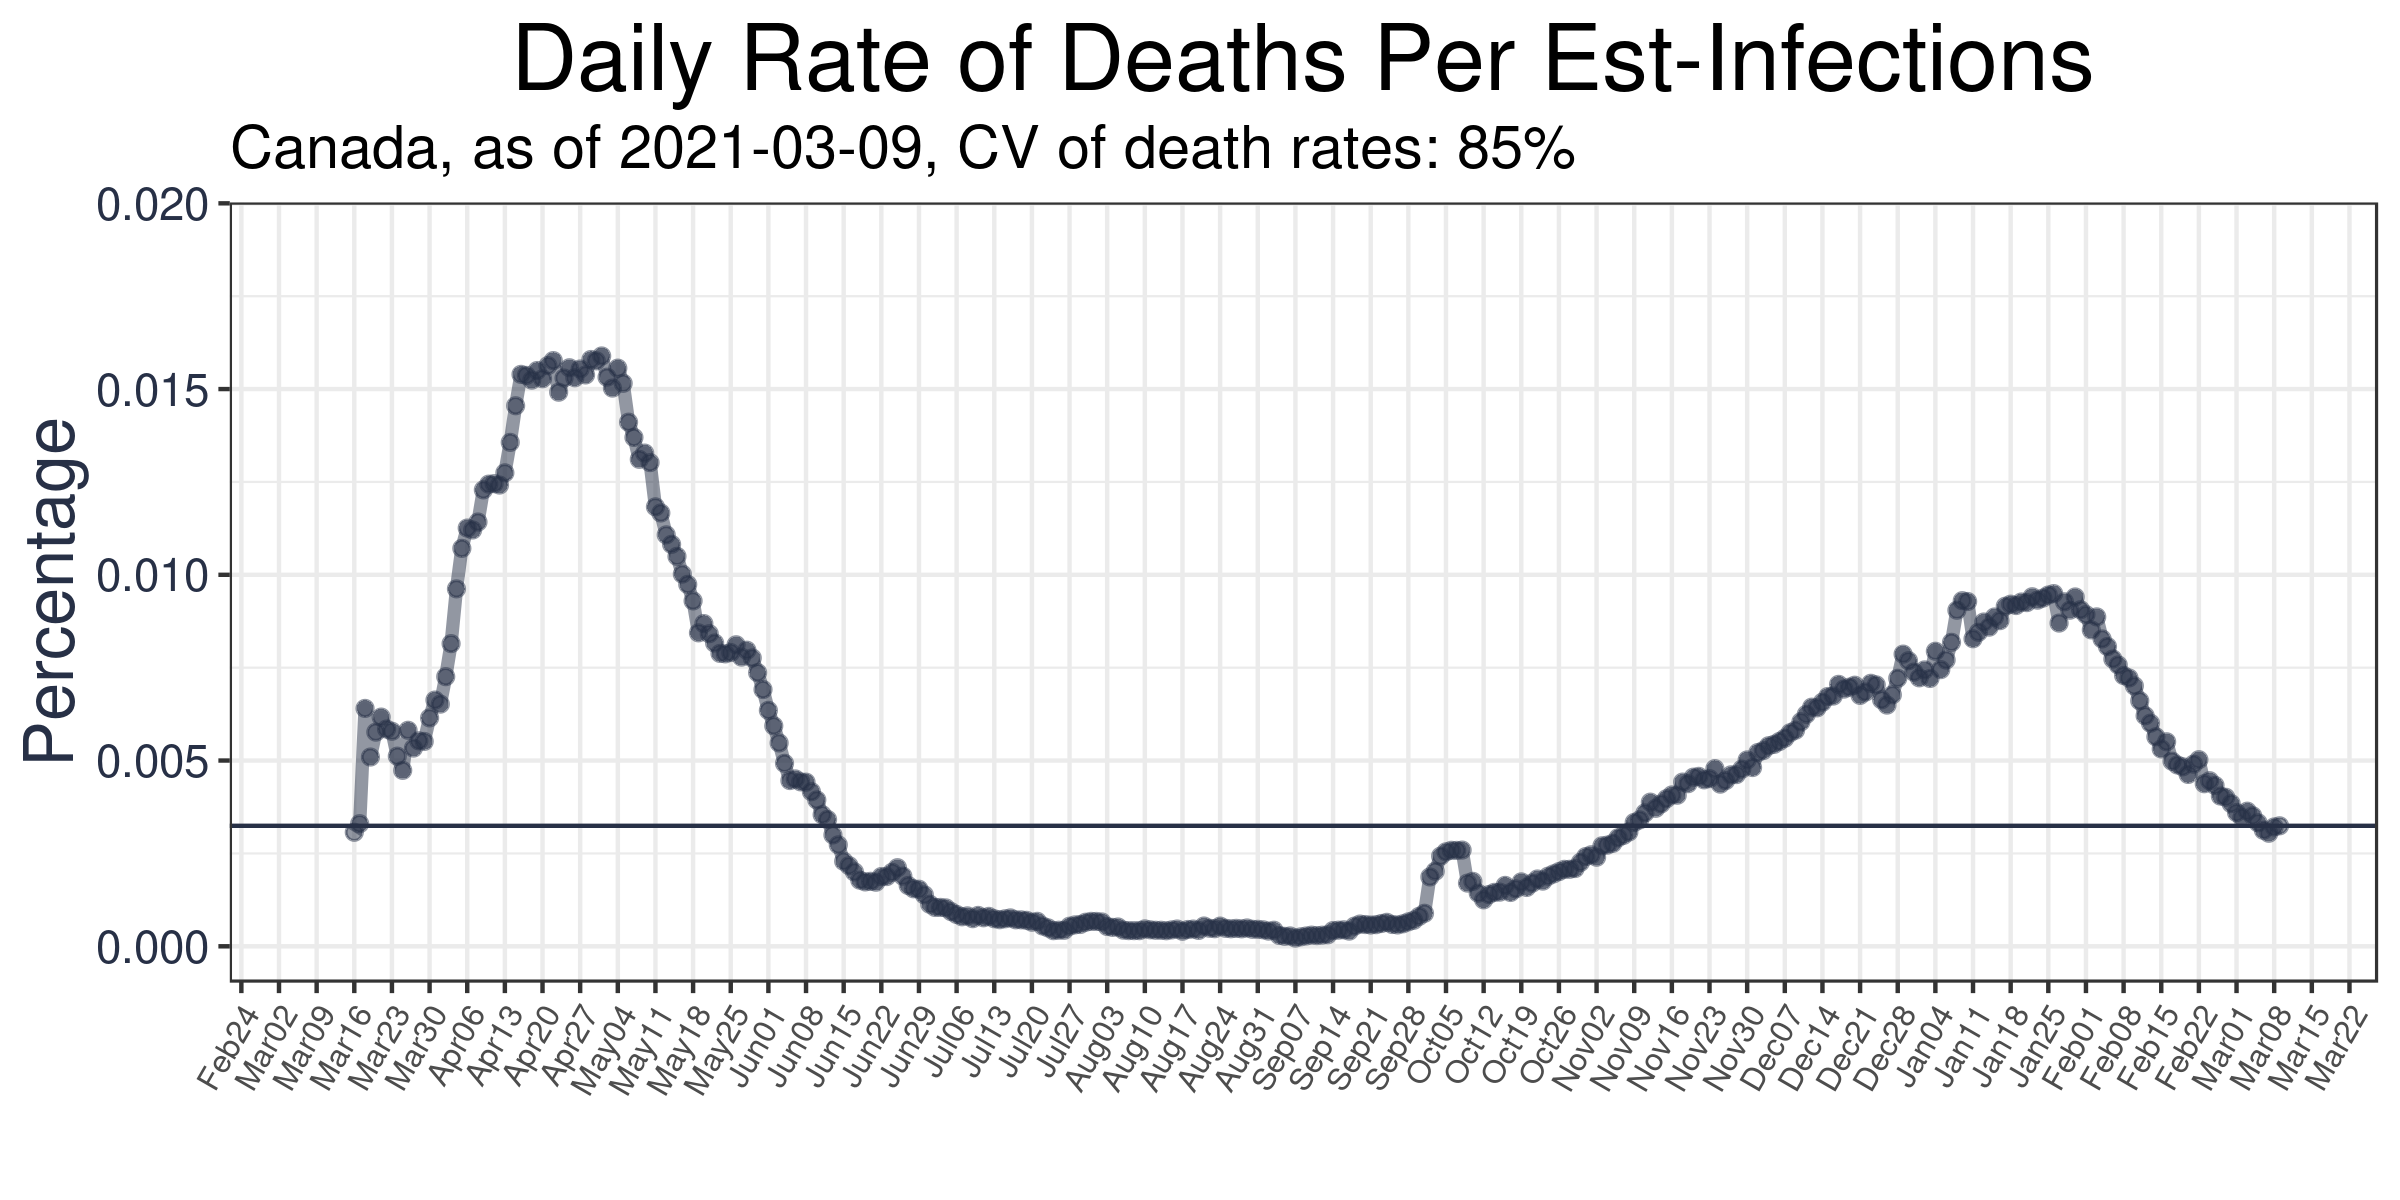 Daily Rate of Deaths Per Est-Infections
Canada, as of 2021-03-09, CV of death rates: 85%
Percentage
0.020
0.015
0.010
0.005
0.000
Feb24
Mar02
Mar09
Mar16
Mar23
Mar30
Apr06
Apr13
Apr20
Apr27
May04
May11
May18
May25
Jun01
Jun08
Jun15
Jun22
Jun29
Jul06
Jul13
Jul20
Jul27
Aug03
Aug10
Aug17
Aug24
Aug31
Sep07
Sep14
Sep21
Sep28
Oct05
Oct12
Oct19
Oct26
Nov02
Nov09
Nov16
Nov23
Nov30
Dec07
Dec14
Dec21
Dec28
Jan04
Jan11
Jan18
Jan25
Feb01
Feb08
Feb15
Feb22
Mar01
Mar08
Mar15
Mar22